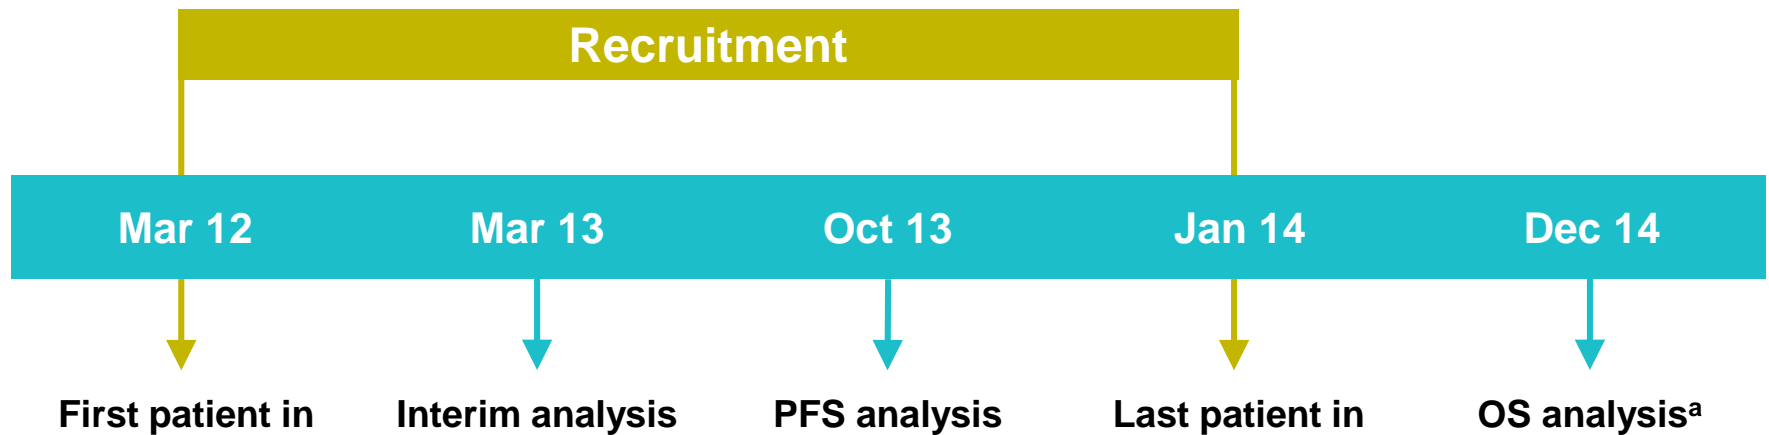 Recruitment
Mar 12 Mar 13 Oct 13 Jan 14 Dec 14
First patient in Interim analysis PFS analysis Last patient in OS analysisᵃ